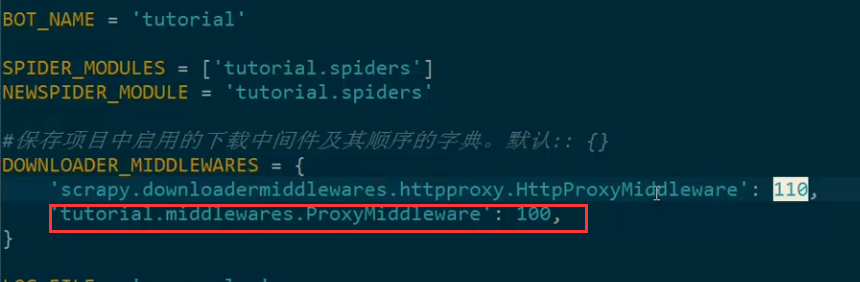 BOT_NAME = 'tutorial'
SPIDER_MODULES = ['tutorial.spiders']
NEWSPIDER_MODULE = 'tutorial.spiders'
#保存项目中启用的下载中间件及其顺序的字典。默认:: {}
DOWNLOADER_MIDDLEWARES = {
'scrapy.downloadermiddlewares.httpproxy.HttpProxyMiddleware': 110,
'tutorial.middlewares.ProxyMiddleware': 100,
}